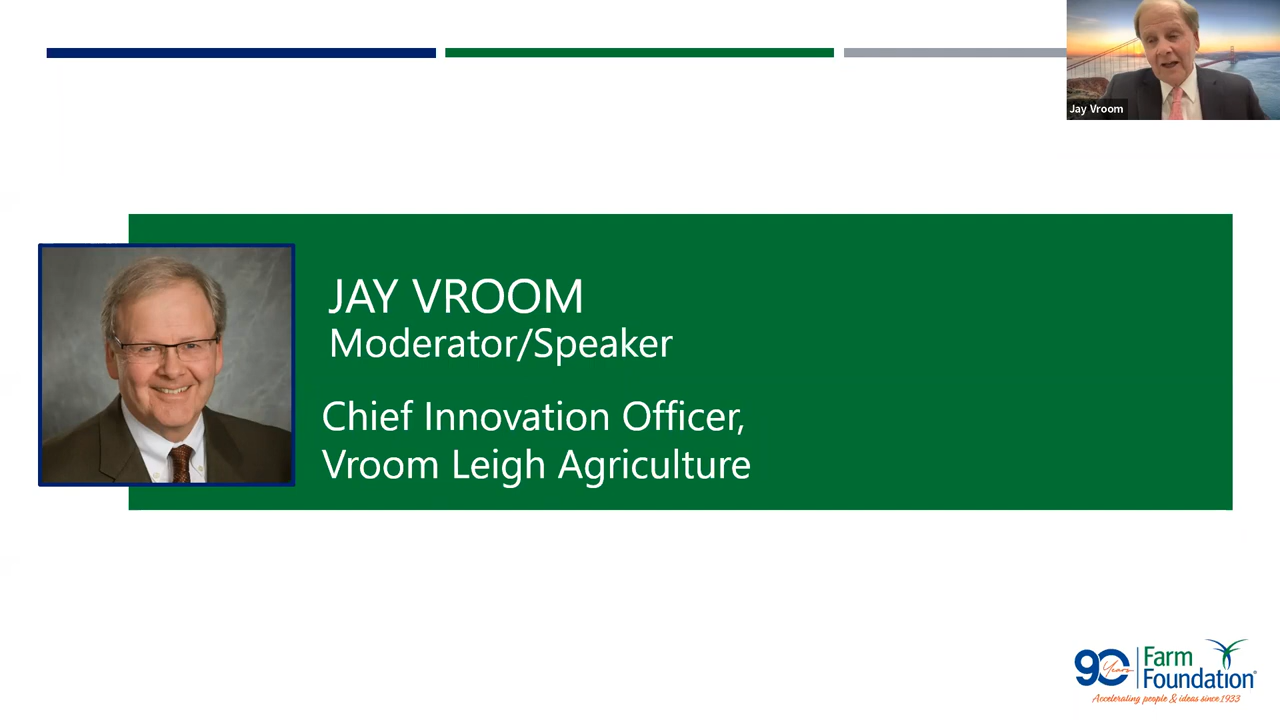 Jay Vroom
JAY VROOM
Moderator/Speaker
Chief Innovation Officer,
Vroom Leigh Agriculture
90 Years
Farm
Foundation®
Accelerating people & ideas since 1933